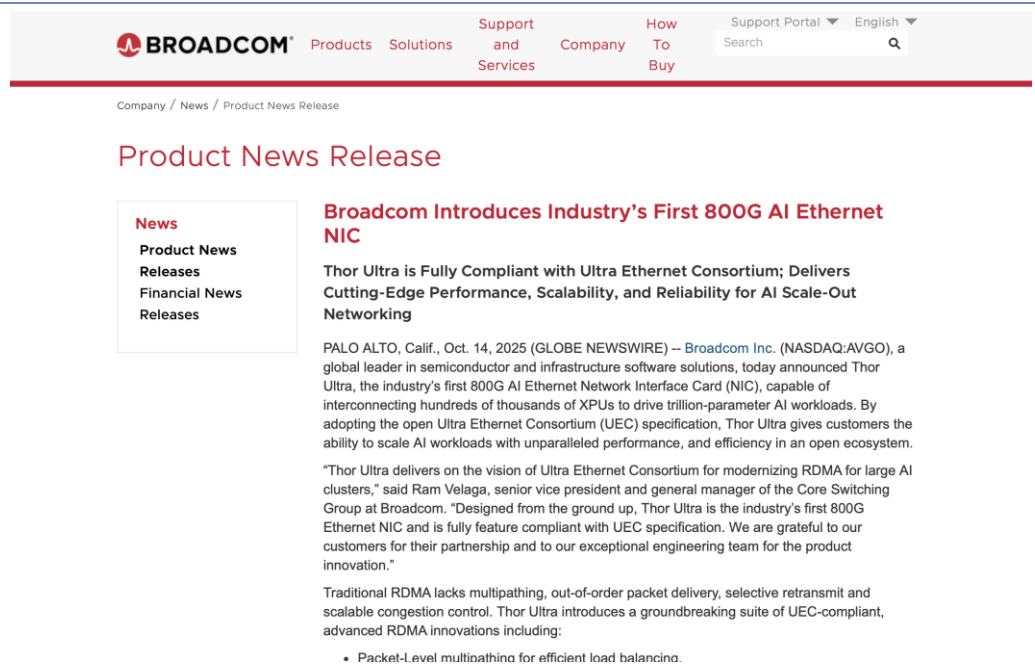 BROADCOM®
Products
Solutions
Support
and
Services
Company
How
To
Buy
Support Portal
English
Search
Company / News / Product News Release
Product News Release
News
Product News
Releases
Financial News
Releases
Broadcom Introduces Industry’s First 800G AI Ethernet
NIC
Thor Ultra is Fully Compliant with Ultra Ethernet Consortium; Delivers
Cutting-Edge Performance, Scalability, and Reliability for AI Scale-Out
Networking
PALO ALTO, Calif., Oct. 14, 2025 (GLOBE NEWSWIRE) -- Broadcom Inc. (NASDAQ:AVGO), a
global leader in semiconductor and infrastructure software solutions, today announced Thor
Ultra, the industry’s first 800G AI Ethernet Network Interface Card (NIC), capable of
interconnecting hundreds of thousands of XPUs to drive trillion-parameter AI workloads. By
adopting the open Ultra Ethernet Consortium (UEC) specification, Thor Ultra gives customers the
ability to scale AI workloads with unparalleled performance, and efficiency in an open ecosystem.
“Thor Ultra delivers on the vision of Ultra Ethernet Consortium for modernizing RDMA for large AI
clusters,” said Ram Velaga, senior vice president and general manager of the Core Switching
Group at Broadcom. “Designed from the ground up, Thor Ultra is the industry’s first 800G
Ethernet NIC and is fully feature compliant with UEC specification. We are grateful to our
customers for their partnership and to our exceptional engineering team for the product
innovation.”
Traditional RDMA lacks multipathing, out-of-order packet delivery, selective retransmit and
scalable congestion control. Thor Ultra introduces a groundbreaking suite of UEC-compliant,
advanced RDMA innovations including:
• Packet-Level multipathing for efficient load balancing.